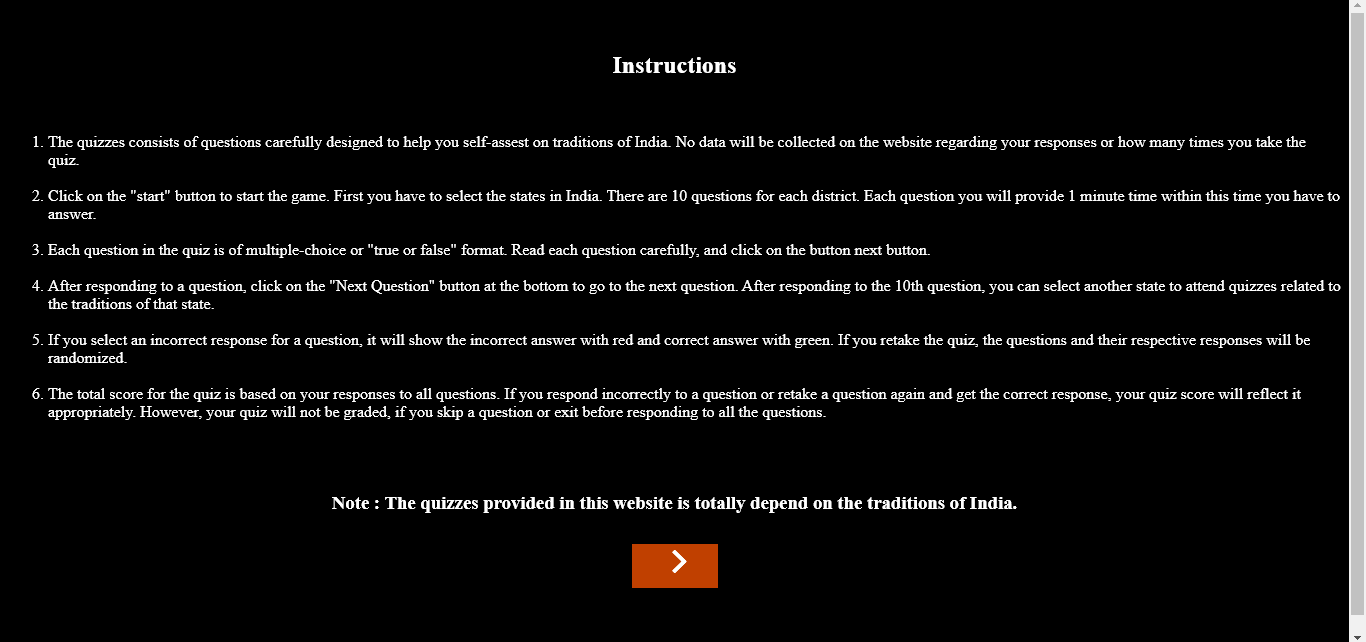 Instructions
1. The quizzes consists of questions carefully designed to help you self-assest on traditions of India. No data will be collected on the website regarding your responses or how many times you take the
quiz.
2. Click on the "start" button to start the game. First you have to select the states in India. There are 10 questions for each district. Each question you will provide 1 minute time within this time you have to
answer.
3. Each question in the quiz is of multiple-choice or "true or false" format. Read each question carefully, and click on the button next button.
4. After responding to a question, click on the "Next Question" button at the bottom to go to the next question. After responding to the 10th question, you can select another state to attend quizzes related to
the traditions of that state.
5. If you select an incorrect response for a question, it will show the incorrect answer with red and correct answer with green. If you retake the quiz, the questions and their respective responses will be
randomized.
6. The total score for the quiz is based on your responses to all questions. If you respond incorrectly to a question or retake a question again and get the correct response, your quiz score will reflect it
appropriately. However, your quiz will not be graded, if you skip a question or exit before responding to all the questions.
Note : The quizzes provided in this website is totally depend on the traditions of India.